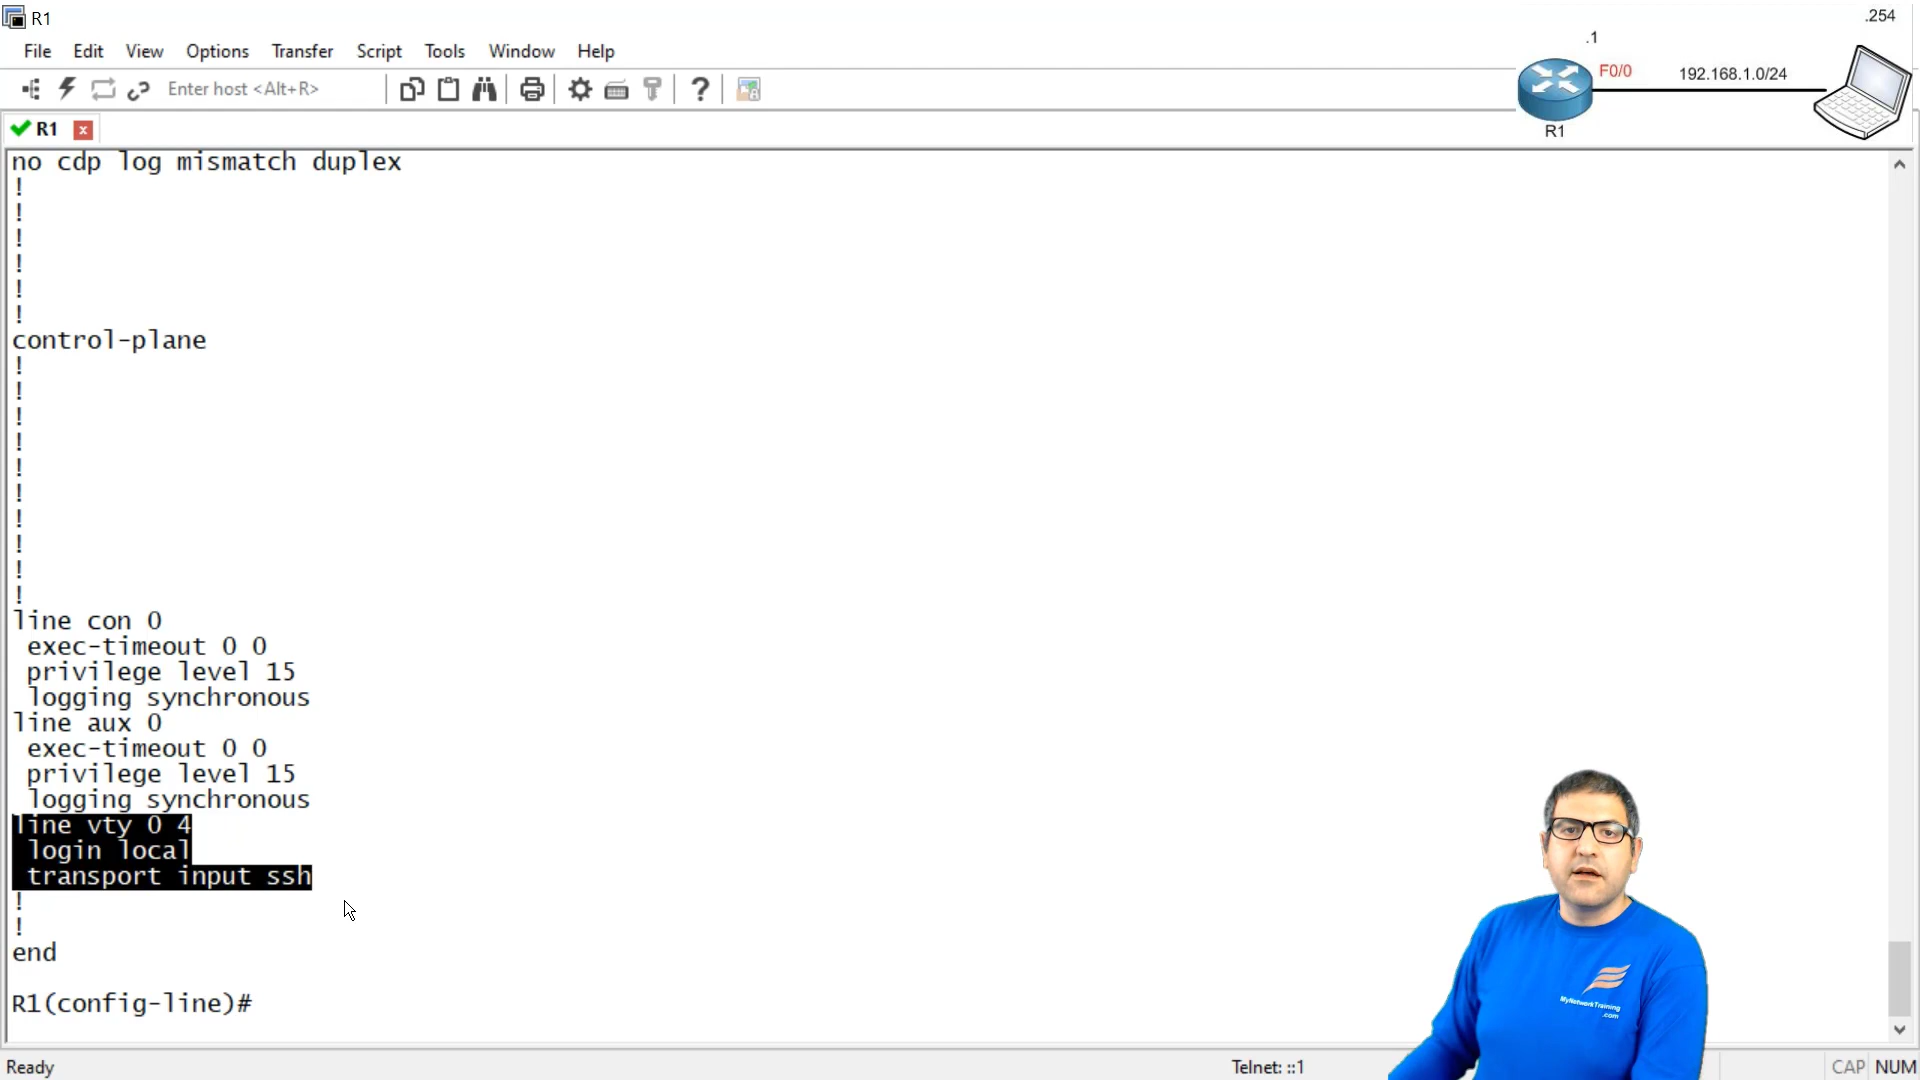 R1
File Edit View Options Transfer Script Tools Window Help
Enter host <Alt+R>
R1
.254
.1
F0/0
192.168.1.0/24
R1
no cdp log mismatch duplex
!
!
!
!
!
!
control-plane
!
!
!
!
!
!
!
!
!
!
line con 0
exec-timeout 0 0
privilege level 15
logging synchronous
line aux 0
exec-timeout 0 0
privilege level 15
logging synchronous
line vty 0 4
login local
transport input ssh
!
!
end
R1(config-line)#
MyNetworkTraining
.com
Ready
Telnet: ::1
CAP NUM